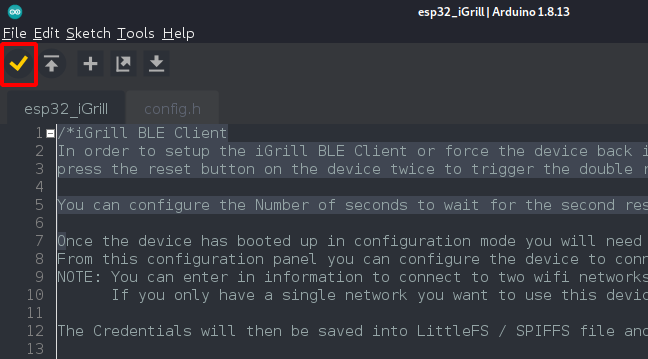 esp32_iGrill | Arduino 1.8.13
File Edit Sketch Tools Help
esp32_iGrill config.h
1 /*iGrill BLE Client
2 In order to setup the iGrill BLE Client or force the device back i
3 press the reset button on the device twice to trigger the double r
4
5 You can configure the Number of seconds to wait for the second res
6
7 Once the device has booted up in configuration mode you will need
8 From this configuration panel you can configure the device to conn
9 NOTE: You can enter in information to connect to two wifi networks
10 If you only have a single network you want to use this devic
11
12 The Credentials will then be saved into LittleFS / SPIFFS file and
13